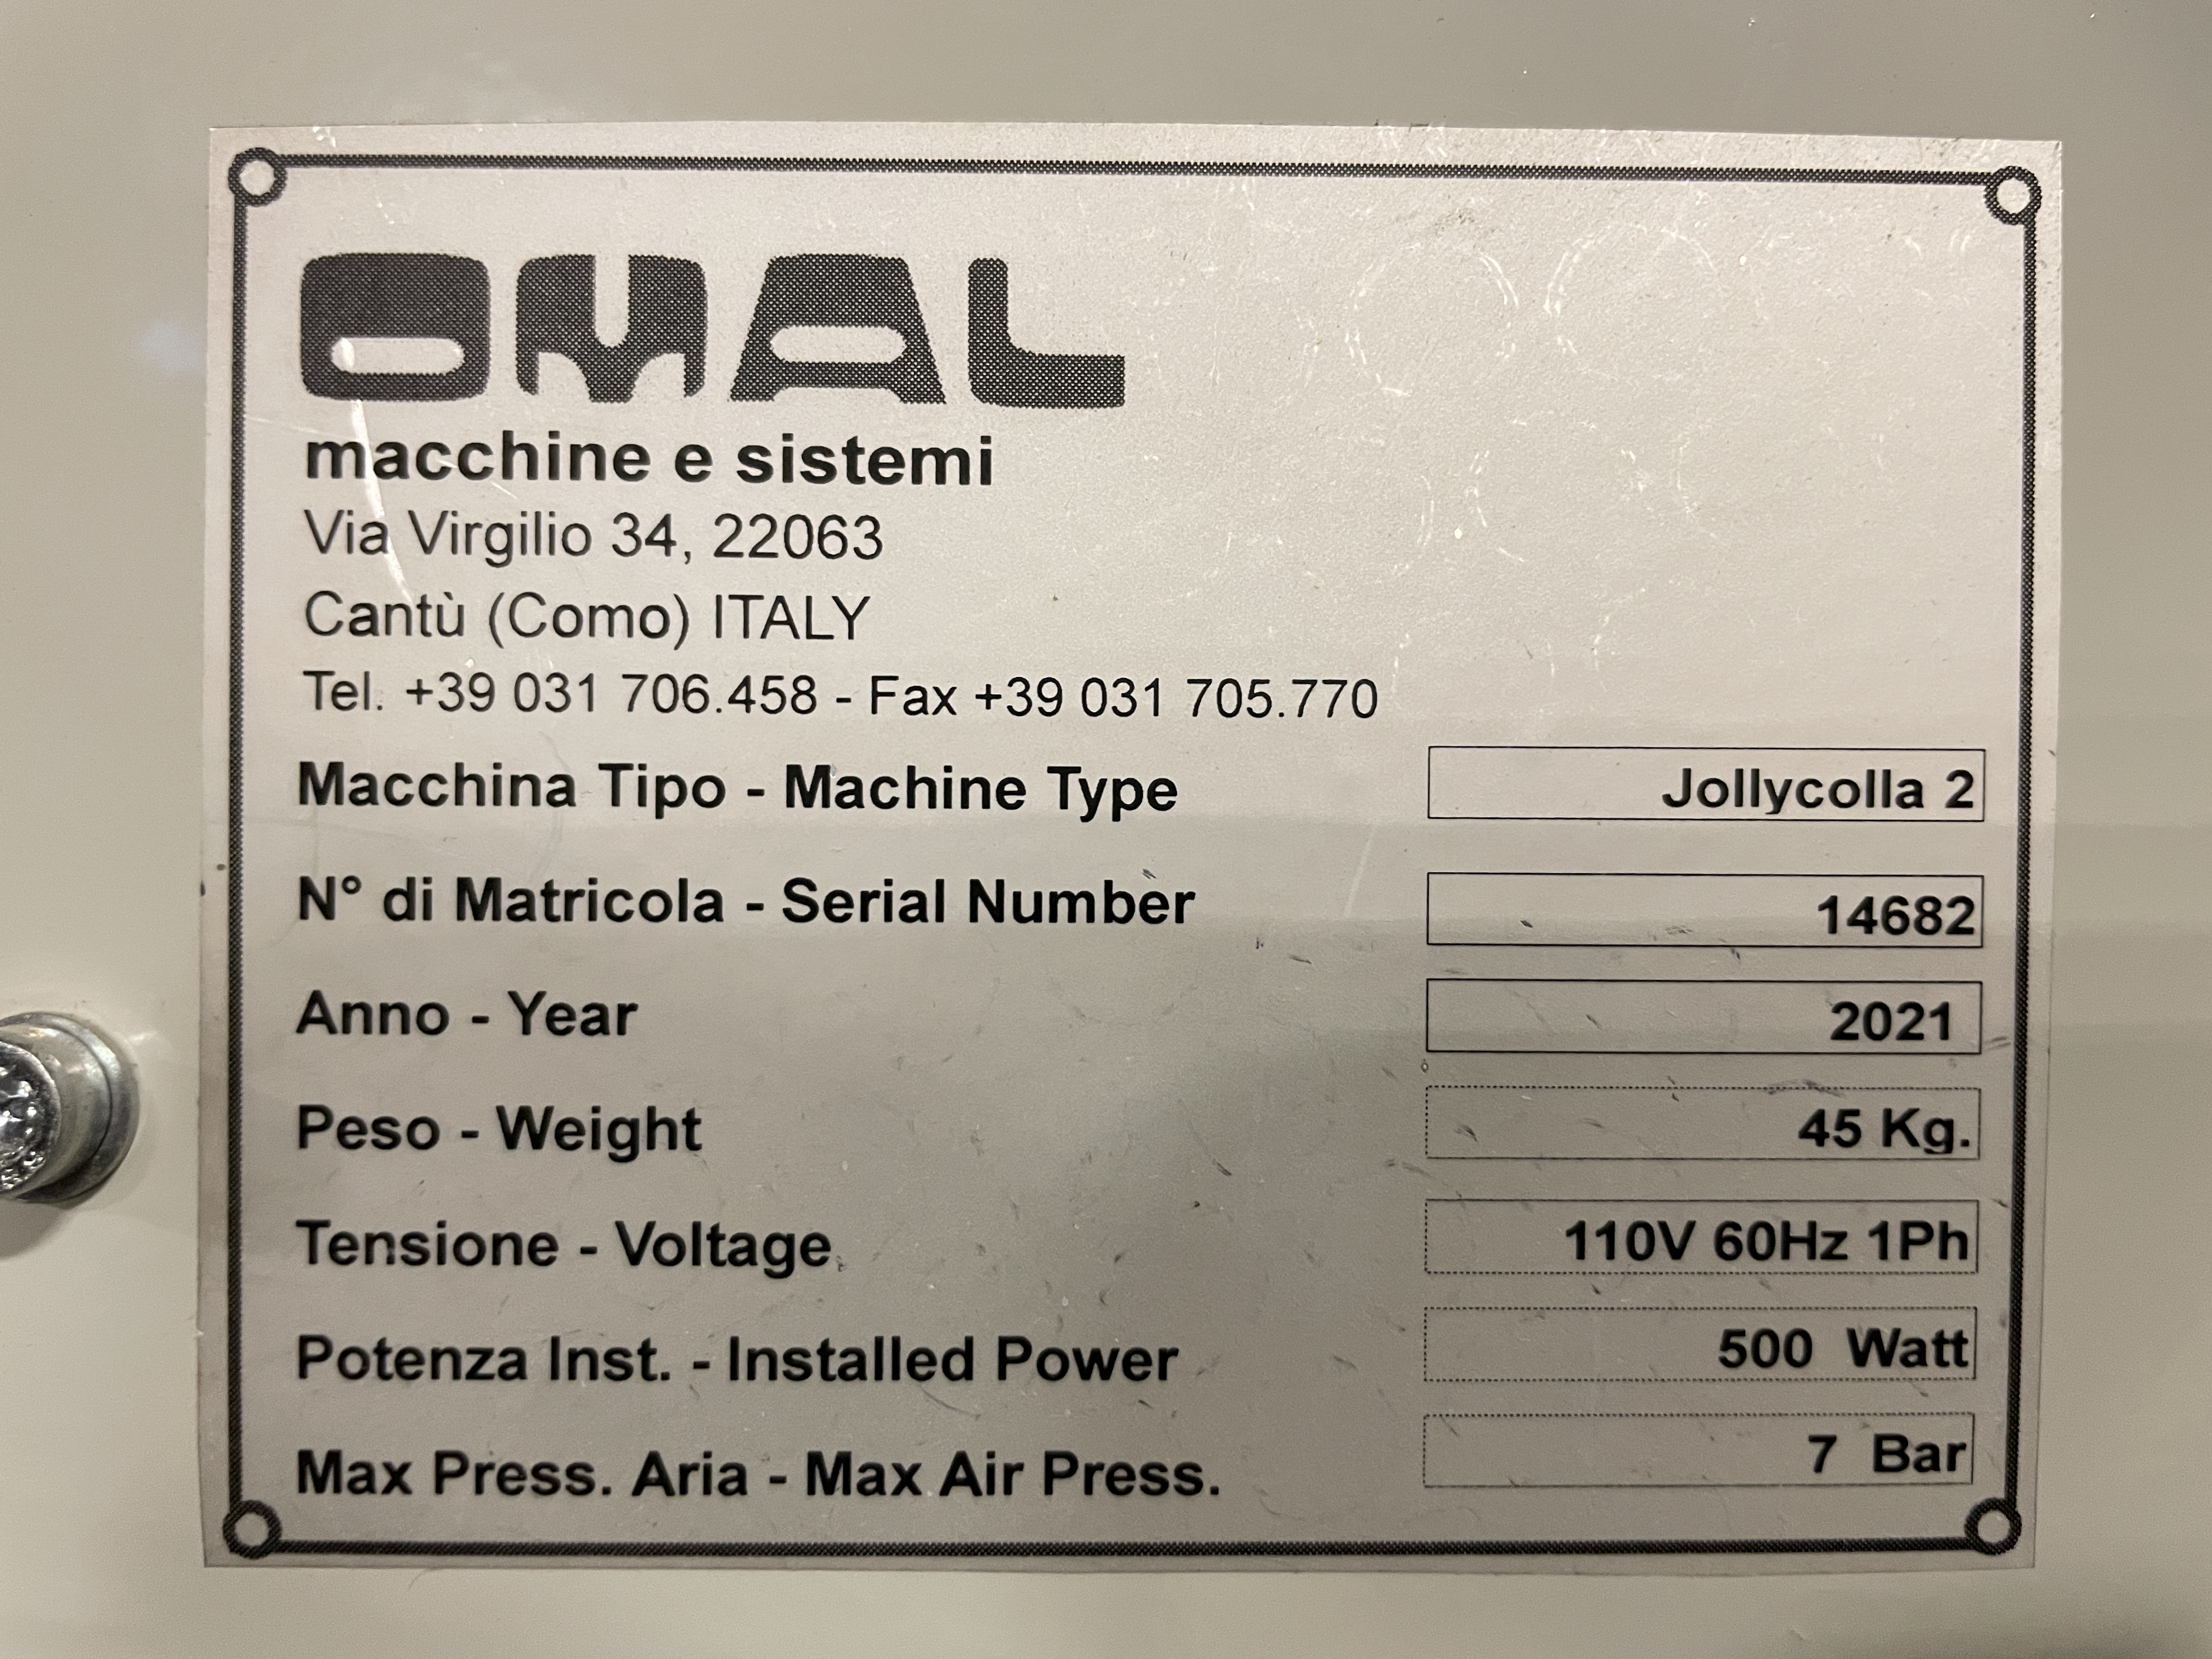 OMAL
macchine e sistemi
Via Virgilio 34, 22063
Cantù (Como) ITALY
Tel. +39 031 706.458 - Fax +39 031 705.770
Macchina Tipo - Machine Type Jollycolla 2
N° di Matricola - Serial Number 14682
Anno - Year 2021
Peso - Weight 45 Kg.
Tensione - Voltage 110V 60Hz 1Ph
Potenza Inst. - Installed Power 500 Watt
Max Press. Aria - Max Air Press. 7 Bar